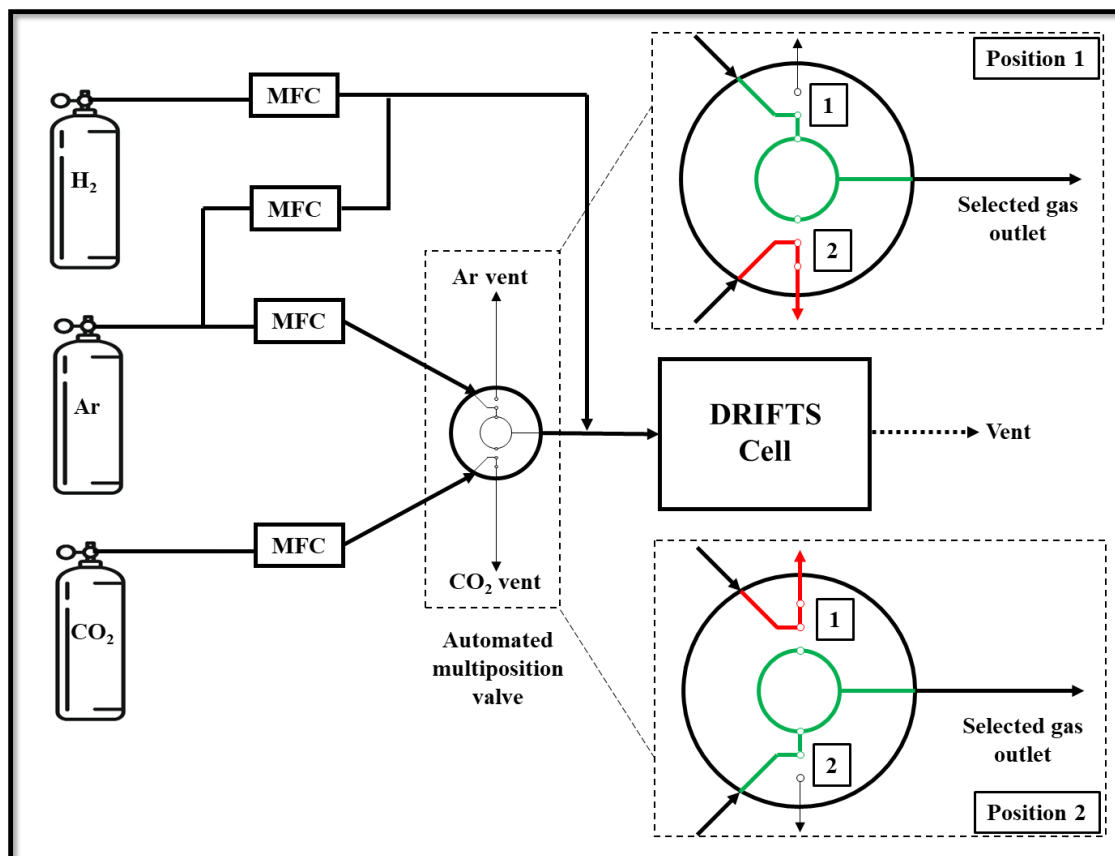 Position 1
MFC
H₂
1
MFC
Selected gas
outlet
2
Ar vent
MFC
Ar
DRIFTS
Cell
Vent
MFC
CO₂ vent
CO₂
1
Automated
multiposition
valve
Selected gas
outlet
2
Position 2